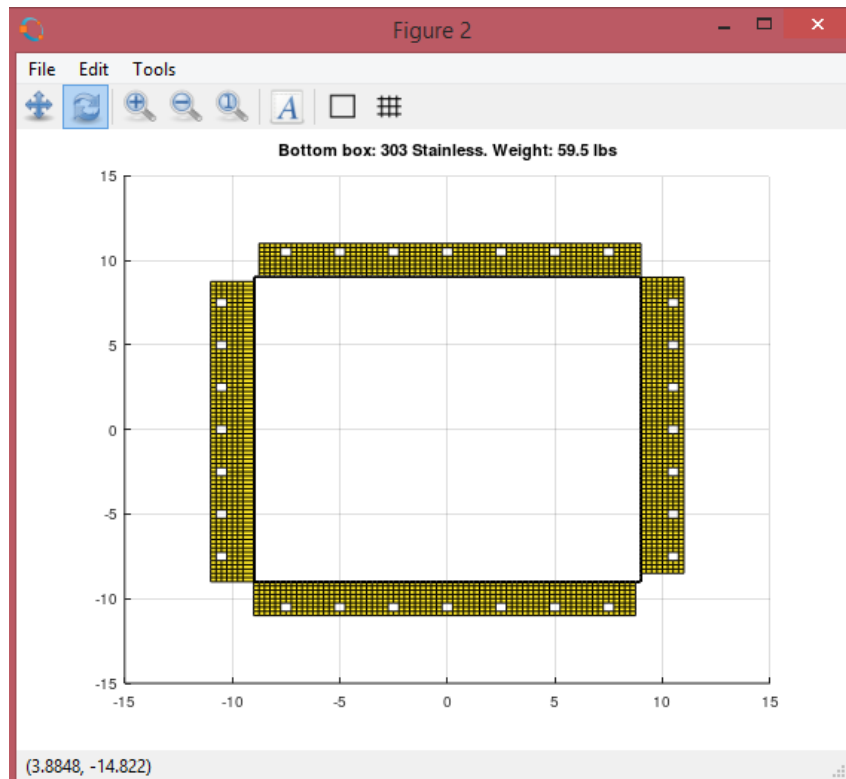 Figure 2
File Edit Tools
A
Bottom box: 303 Stainless. Weight: 59.5 lbs
15
10
5
0
-5
-10
-15
-15 -10 -5 0 5 10 15
(3.8848, -14.822)